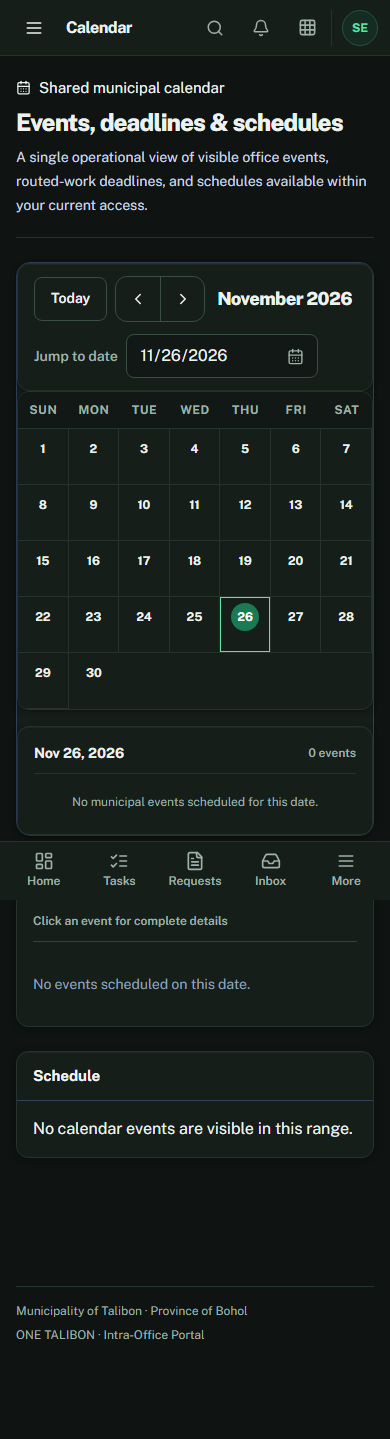 Calendar
SE
Shared municipal calendar
Events, deadlines & schedules
A single operational view of visible office events,
routed-work deadlines, and schedules available within
your current access.
Today
November 2026
Jump to date
11/26/2026
SUN MON TUE WED THU FRI SAT
1 2 3 4 5 6 7
8 9 10 11 12 13 14
15 16 17 18 19 20 21
22 23 24 25 26 27 28
29 30
Nov 26, 2026
0 events
No municipal events scheduled for this date.
Home Tasks Requests Inbox More
Click an event for complete details
No events scheduled on this date.
Schedule
No calendar events are visible in this range.
Municipality of Talibon · Province of Bohol
ONE TALIBON · Intra-Office Portal